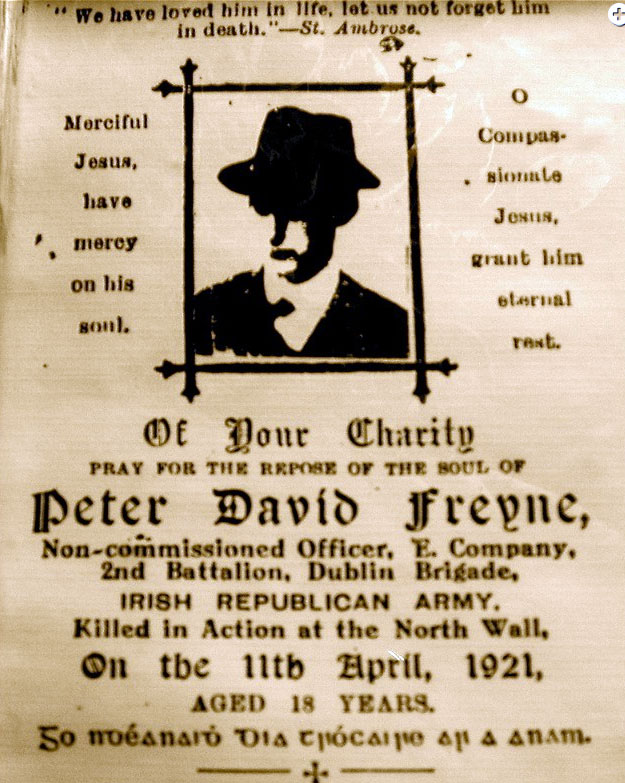 "We have loved him in life, let us not forget him
in death."—St. Ambrose.
Merciful
Jesus,
have
mercy
on his
soul.
O
Compas-
sionate
Jesus,
grant him
eternal
rest.
Of Your Charity
PRAY FOR THE REPOSE OF THE SOUL OF
Peter David Freyne,
Non-commissioned Officer, E. Company,
2nd Battalion, Dublin Brigade,
IRISH REPUBLICAN ARMY.
Killed in Action at the North Wall,
On the 11th April, 1921,
AGED 18 YEARS.
Go ndéanaiḋ Dia trócaire ar a anam.